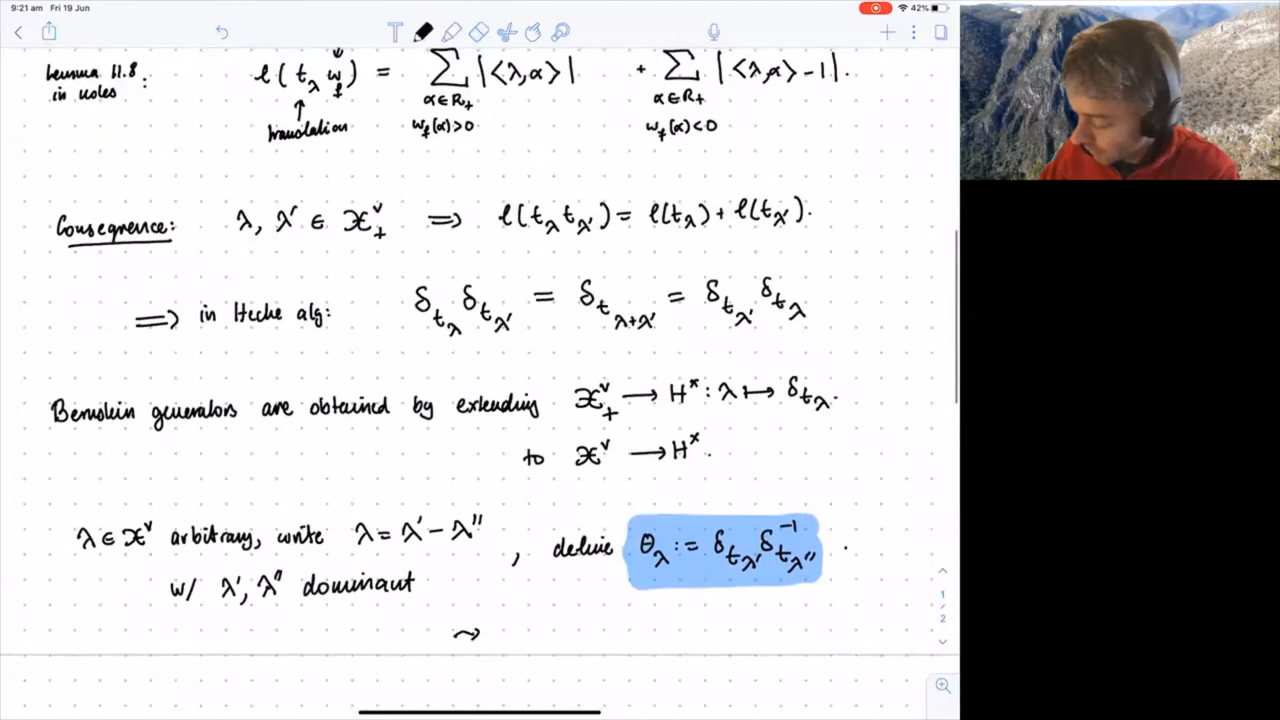 9:21 am Fri 19 Jun
42%
Lemma 11.8 in notes: ℓ(t_λ w_f) = Σ_{α∈R₊, w_f(α)>0} |<λ,α>| + Σ_{α∈R₊, w_f(α)<0} |<λ,α>-1|.
↑
translation
Consequence: λ, λ' ∈ 𝔛₊^∨ ⟹ ℓ(t_λ t_λ') = ℓ(t_λ) + ℓ(t_λ').
⟹ in Hecke alg: δ_{t_λ} δ_{t_λ'} = δ_{t_{λ+λ'}} = δ_{t_λ'} δ_{t_λ}
Bernstein generators are obtained by extending 𝔛₊^∨ → H^× : λ ↦ δ_{t_λ}.
to 𝔛^∨ → H^×.
λ ∈ 𝔛^∨ arbitrary, write λ = λ' - λ'' , define θ_λ := δ_{t_λ'} δ_{t_λ''}^{-1} .
w/ λ', λ'' dominant
⇝
1
/
2